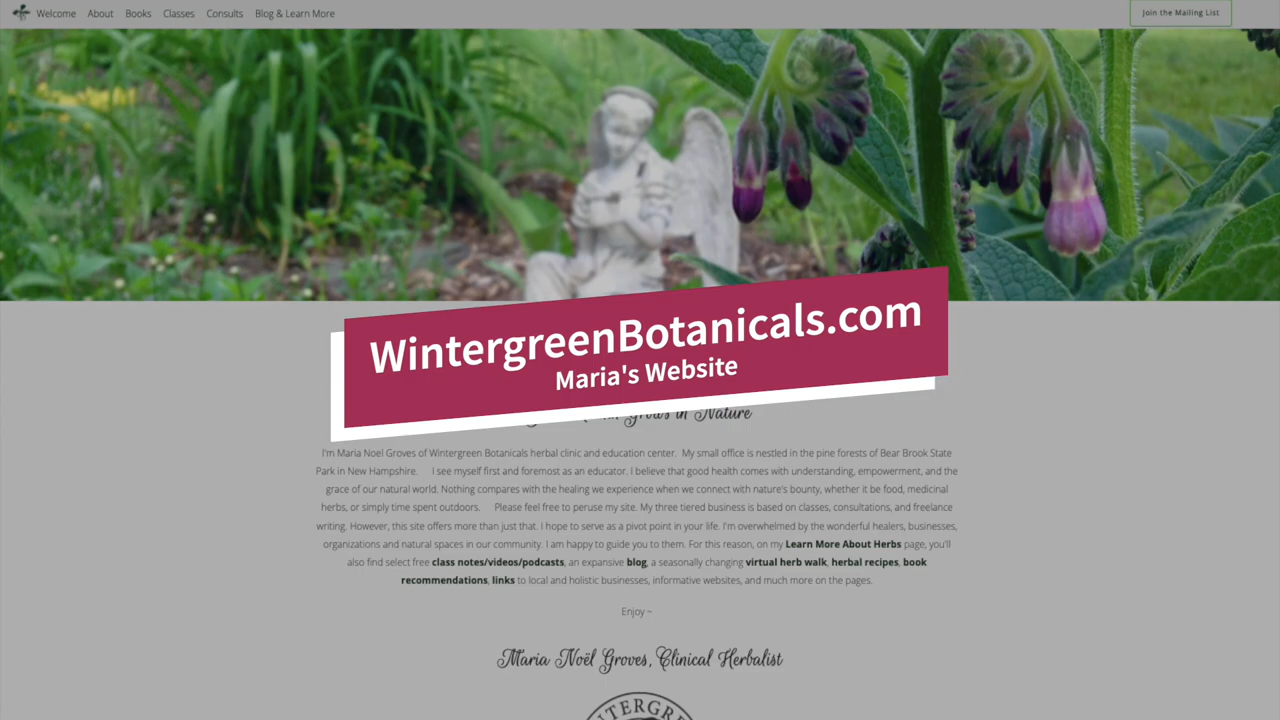 Welcome About Books Classes Consults Blog & Learn More
Join the Mailing List
WintergreenBotanicals.com
Maria's Website
Grows in Nature
I'm Maria Noel Groves of Wintergreen Botanicals herbal clinic and education center. My small office is nestled in the pine forests of Bear Brook State
Park in New Hampshire. I see myself first and foremost as an educator. I believe that good health comes with understanding, empowerment, and the
grace of our natural world. Nothing compares with the healing we experience when we connect with nature's bounty, whether it be food, medicinal
herbs, or simply time spent outdoors. Please feel free to peruse my site. My three tiered business is based on classes, consultations, and freelance
writing. However, this site offers more than just that. I hope to serve as a pivot point in your life. I'm overwhelmed by the wonderful healers, businesses,
organizations and natural spaces in our community. I am happy to guide you to them. For this reason, on my Learn More About Herbs page, you'll
also find select free class notes/videos/podcasts, an expansive blog, a seasonally changing virtual herb walk, herbal recipes, book
recommendations, links to local and holistic businesses, informative websites, and much more on the pages.
Enjoy ~
Maria Noël Groves, Clinical Herbalist